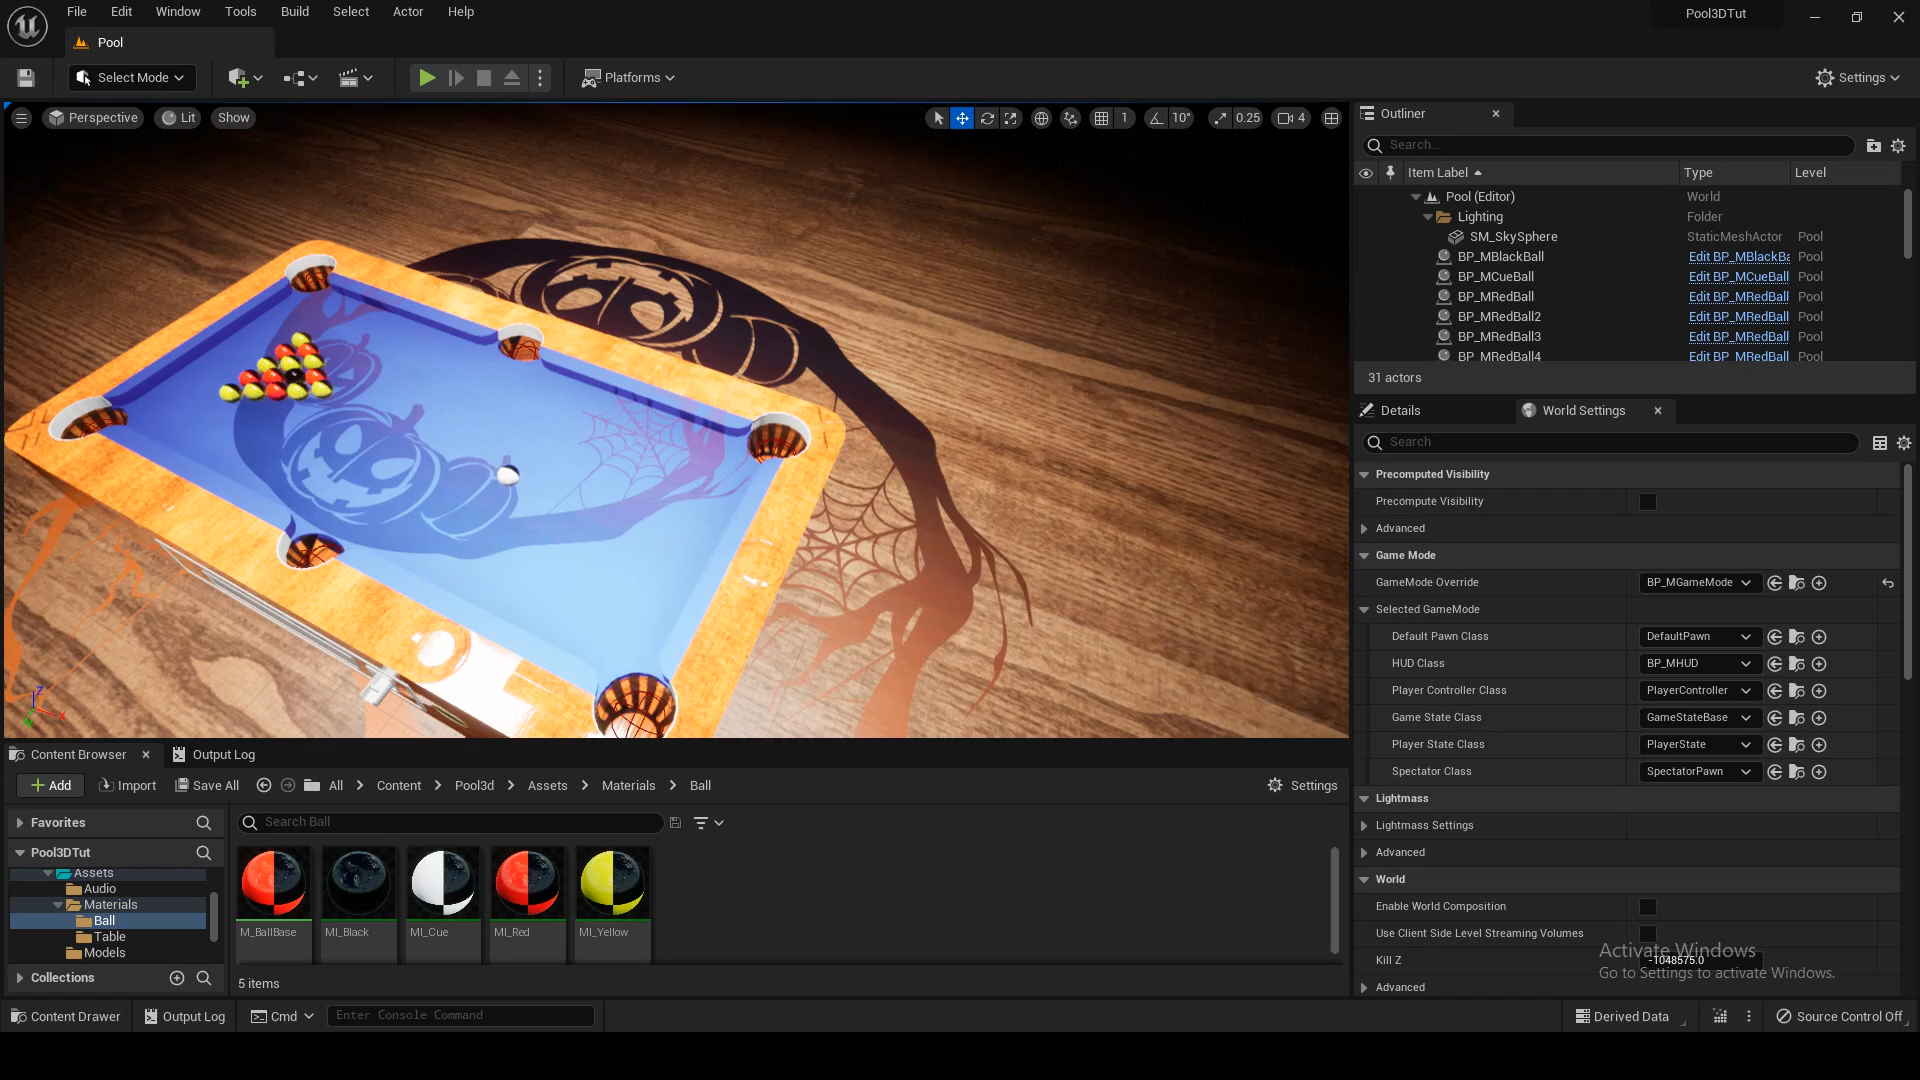 File Edit Window Tools Build Select Actor Help
Pool3DTut
Pool
Select Mode
Platforms
Settings
Perspective
Lit
Show
1
10°
0.25
4
Outliner
Search...
Item Label
Type
Level
Pool (Editor)
World
Lighting
Folder
SM_SkySphere
StaticMeshActor
Pool
BP_MBlackBall
Edit BP_MBlackBa
Pool
BP_MCueBall
Edit BP_MCueBall
Pool
BP_MRedBall
Edit BP_MRedBall
Pool
BP_MRedBall2
Edit BP_MRedBall
Pool
BP_MRedBall3
Edit BP_MRedBall
Pool
BP_MRedBall4
Edit BP_MRedBall
Pool
31 actors
Details
World Settings
Search
Precomputed Visibility
Precompute Visibility
Advanced
Game Mode
GameMode Override
BP_MGameMode
Selected GameMode
Default Pawn Class
DefaultPawn
HUD Class
BP_MHUD
Player Controller Class
PlayerController
Game State Class
GameStateBase
Player State Class
PlayerState
Spectator Class
SpectatorPawn
Lightmass
Lightmass Settings
Advanced
World
Enable World Composition
Use Client Side Level Streaming Volumes
Kill Z
-1048575.0
Advanced
Activate Windows
Go to Settings to activate Windows.
Content Browser
Output Log
Add
Import
Save All
All
Content
Pool3d
Assets
Materials
Ball
Settings
Favorites
Pool3DTut
Assets
Audio
Materials
Ball
Table
Models
Collections
Search Ball
M_BallBase
MI_Black
MI_Cue
MI_Red
MI_Yellow
5 items
Content Drawer
Output Log
Cmd
Enter Console Command
Derived Data
Source Control Off
X
Z
Y